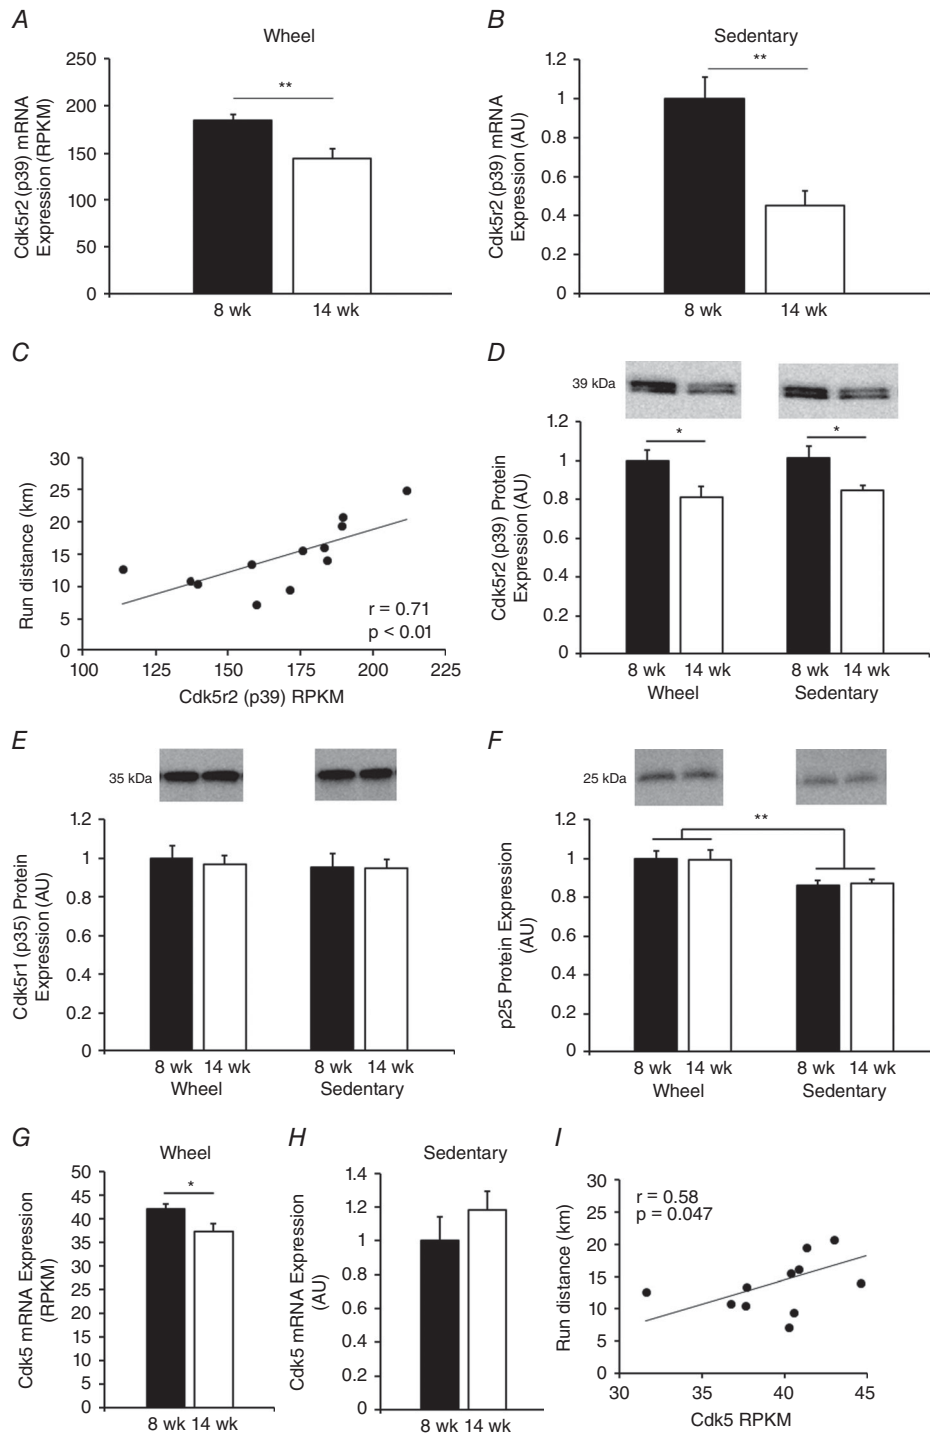 A
Wheel
Cdk5r2 (p39) mRNA
Expression (RPKM)
250
200
150
100
50
0
**
8 wk
14 wk
B
Sedentary
Cdk5r2 (p39) mRNA
Expression (AU)
1.2
1
0.8
0.6
0.4
0.2
0
**
8 wk
14 wk
C
Run distance (km)
30
25
20
15
10
5
0
r = 0.71
p < 0.01
100 125 150 175 200 225
Cdk5r2 (p39) RPKM
D
39 kDa
Cdk5r2 (p39) Protein
Expression (AU)
1.2
1
0.8
0.6
0.4
0.2
0
*
*
8 wk 14 wk 8 wk 14 wk
Wheel Sedentary
E
35 kDa
Cdk5r1 (p35) Protein
Expression (AU)
1.2
1
0.8
0.6
0.4
0.2
0
8 wk 14 wk 8 wk 14 wk
Wheel Sedentary
F
25 kDa
p25 Protein Expression
(AU)
1.2
1
0.8
0.6
0.4
0.2
0
**
8 wk 14 wk 8 wk 14 wk
Wheel Sedentary
G
Wheel
Cdk5 mRNA Expression
(RPKM)
50
45
40
35
30
25
20
15
10
5
0
*
8 wk 14 wk
H
Sedentary
Cdk5 mRNA Expression
(AU)
1.4
1.2
1
0.8
0.6
0.4
0.2
0
8 wk 14 wk
I
Run distance (km)
30
25
20
15
10
5
0
r = 0.58
p = 0.047
30 35 40 45
Cdk5 RPKM